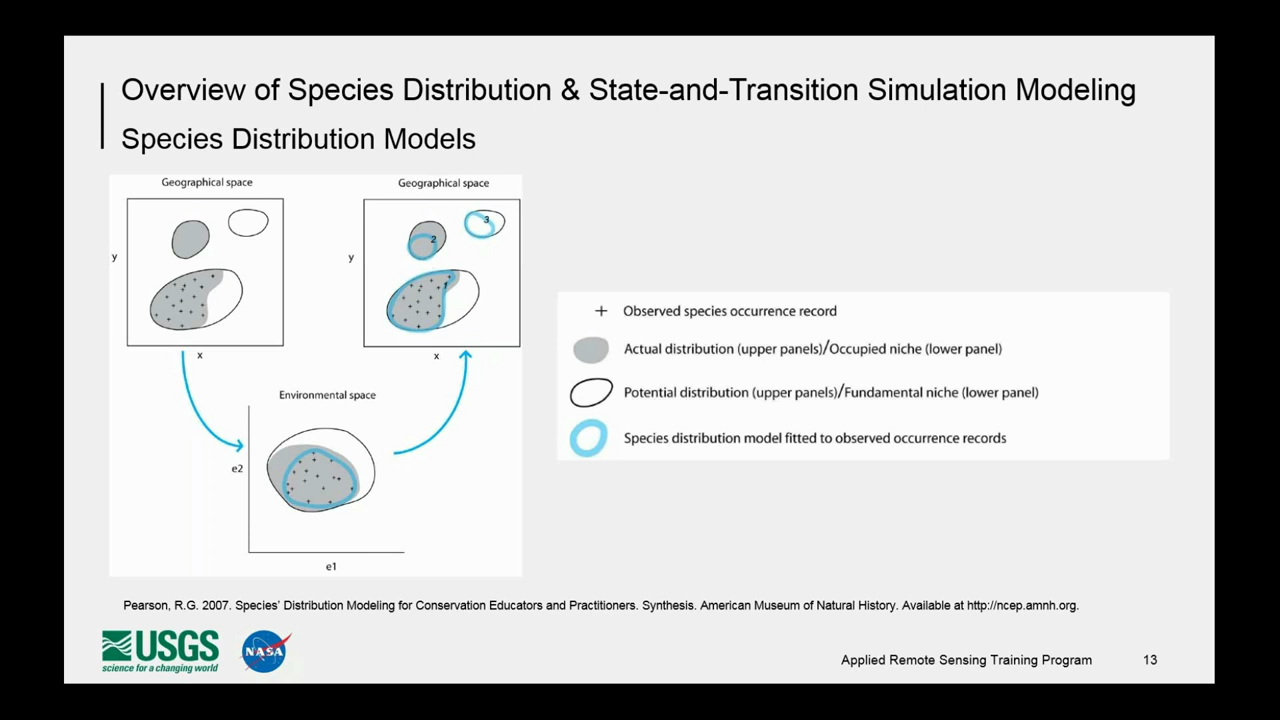 Overview of Species Distribution & State-and-Transition Simulation Modeling
Species Distribution Models
Geographical space
y
x
Geographical space
2
3
1
y
x
Environmental space
e2
e1
+ Observed species occurrence record
Actual distribution (upper panels)/Occupied niche (lower panel)
Potential distribution (upper panels)/Fundamental niche (lower panel)
Species distribution model fitted to observed occurrence records
Pearson, R.G. 2007. Species' Distribution Modeling for Conservation Educators and Practitioners. Synthesis. American Museum of Natural History. Available at http://ncep.amnh.org.
USGS
science for a changing world
NASA
Applied Remote Sensing Training Program
13